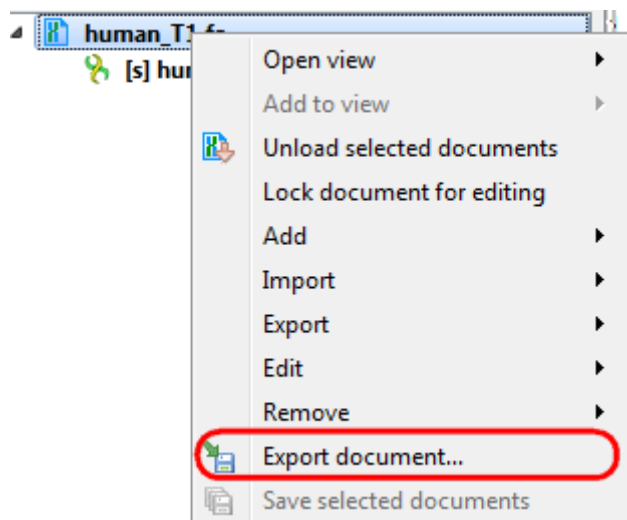 human_T1.fa
[s] hu
Open view
Add to view
Unload selected documents
Lock document for editing
Add
Import
Export
Edit
Remove
Export document...
Save selected documents